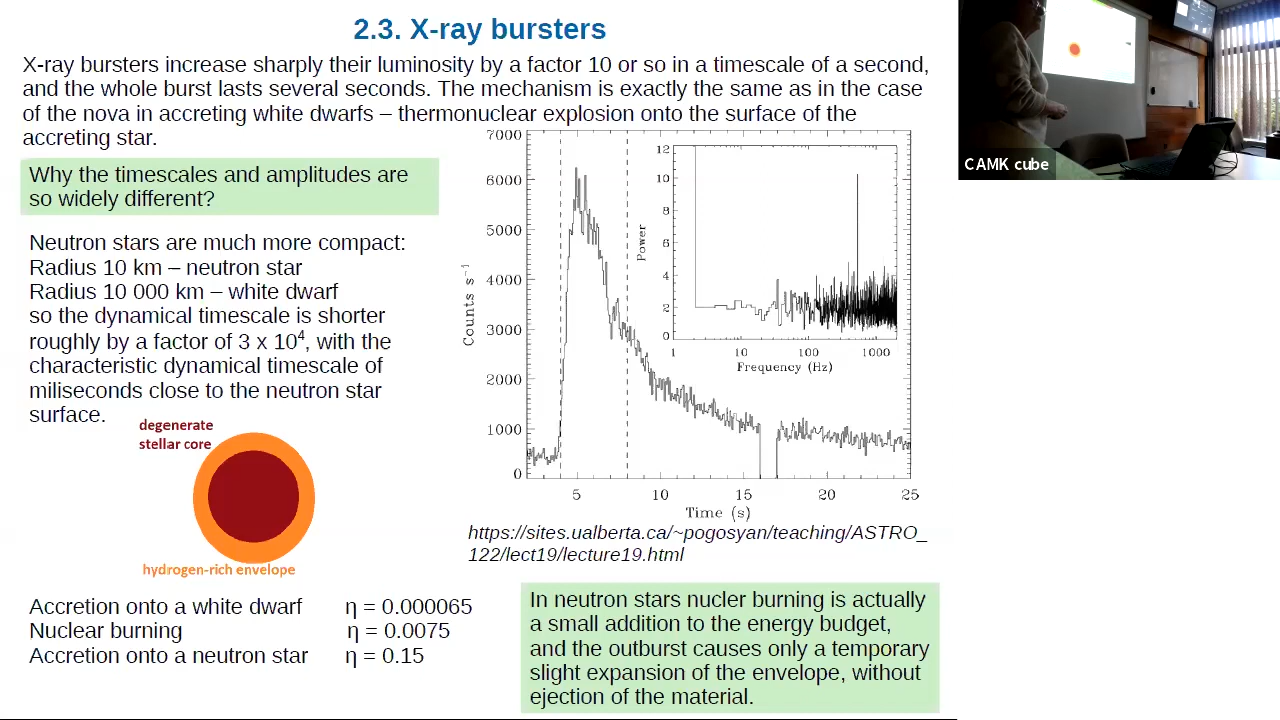 2.3. X-ray bursters
X-ray bursters increase sharply their luminosity by a factor 10 or so in a timescale of a second,
and the whole burst lasts several seconds. The mechanism is exactly the same as in the case
of the nova in accreting white dwarfs – thermonuclear explosion onto the surface of the
accreting star.
Why the timescales and amplitudes are
so widely different?
Neutron stars are much more compact:
Radius 10 km – neutron star
Radius 10 000 km – white dwarf
so the dynamical timescale is shorter
roughly by a factor of 3 x 10⁴, with the
characteristic dynamical timescale of
miliseconds close to the neutron star
surface.
degenerate
stellar core
hydrogen-rich envelope
7000
6000
5000
4000
3000
2000
1000
0
Counts s⁻¹
5 10 15 20 25
Time (s)
12
10
8
6
4
2
0
Power
1 10 100 1000
Frequency (Hz)
https://sites.ualberta.ca/~pogosyan/teaching/ASTRO_
122/lect19/lecture19.html
Accretion onto a white dwarf η = 0.000065
Nuclear burning η = 0.0075
Accretion onto a neutron star η = 0.15
In neutron stars nucler burning is actually
a small addition to the energy budget,
and the outburst causes only a temporary
slight expansion of the envelope, without
ejection of the material.
CAMK cube